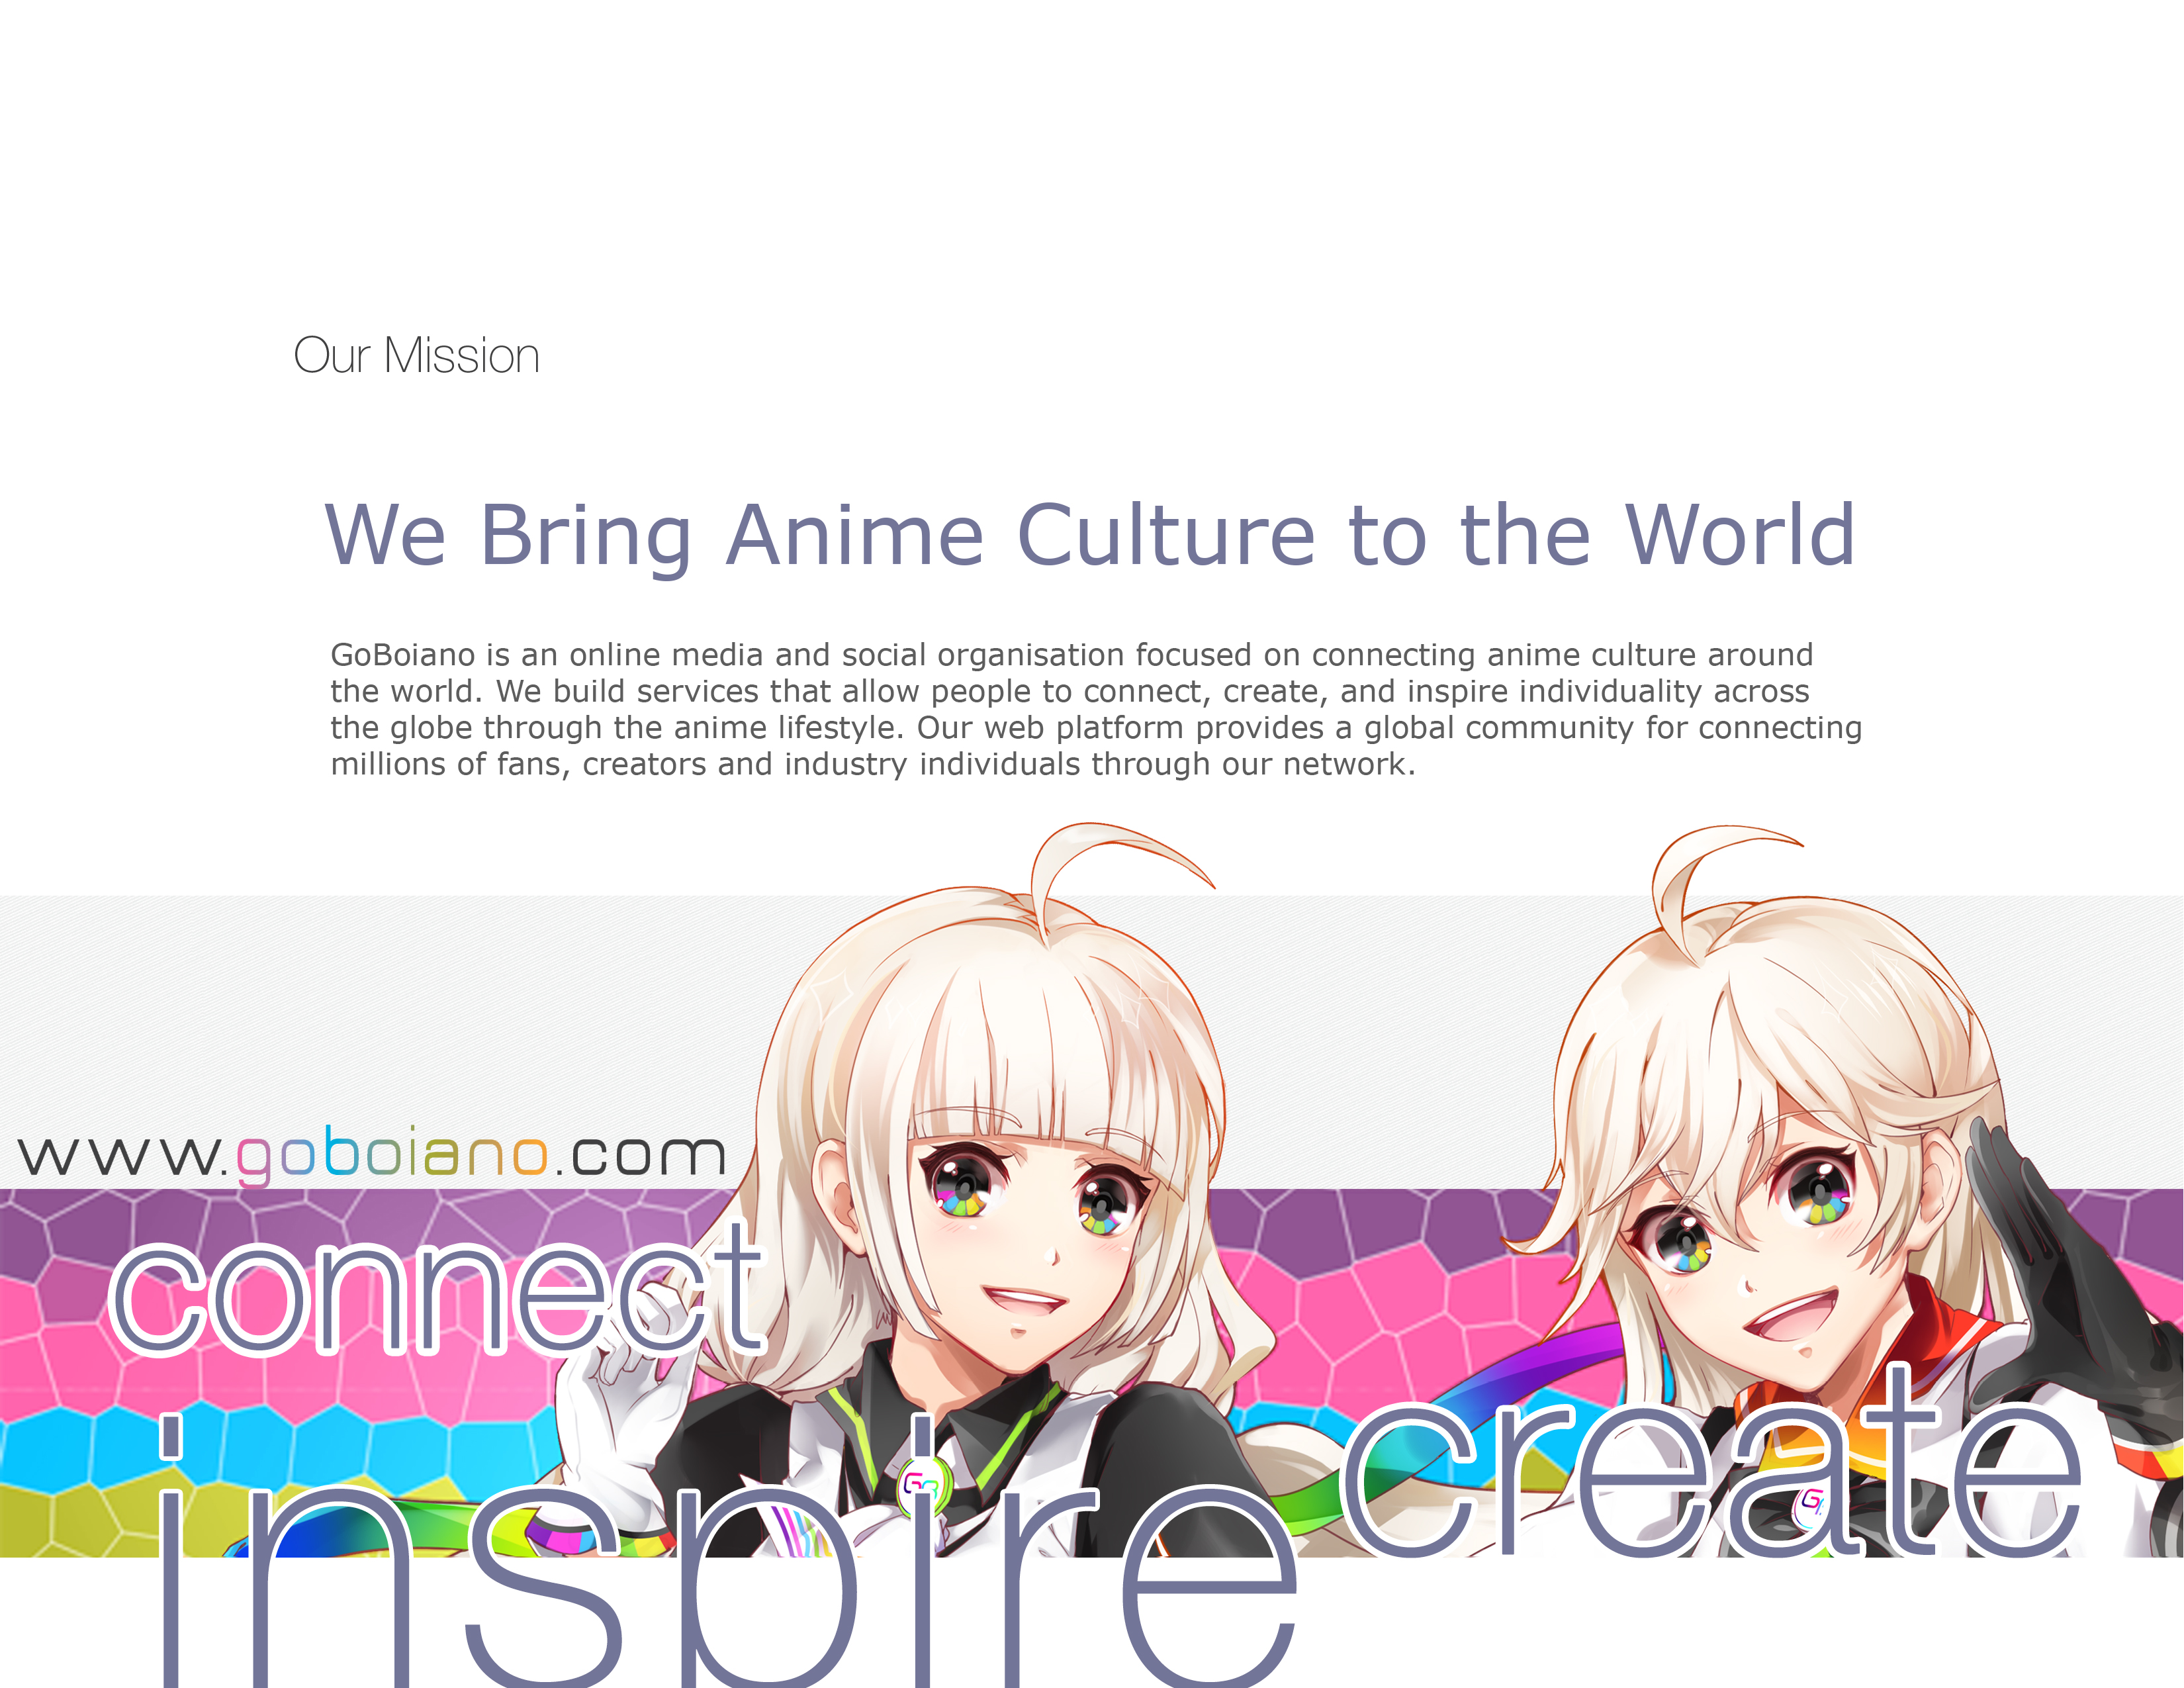 Our Mission
We Bring Anime Culture to the World
GoBoiano is an online media and social organisation focused on connecting anime culture around
the world. We build services that allow people to connect, create, and inspire individuality across
the globe through the anime lifestyle. Our web platform provides a global community for connecting
millions of fans, creators and industry individuals through our network.
www.goboiano.com
connect
inspire
create
GB